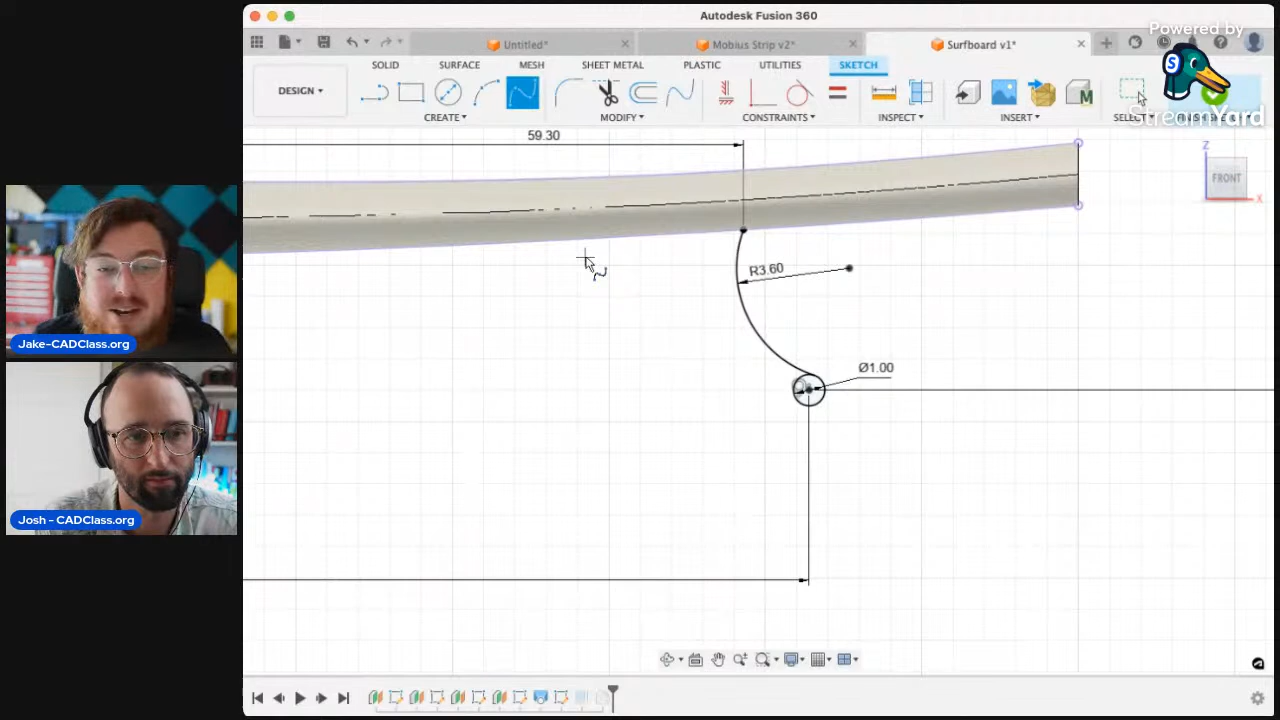 Autodesk Fusion 360
Powered by
StreamYard
Untitled*
Mobius Strip v2*
Surfboard v1*
SOLID
SURFACE
MESH
SHEET METAL
PLASTIC
UTILITIES
SKETCH
DESIGN
CREATE
MODIFY
CONSTRAINTS
INSPECT
INSERT
SELECT
59.30
Z
FRONT
X
R3.60
Ø1.00
Jake-CADClass.org
Josh - CADClass.org